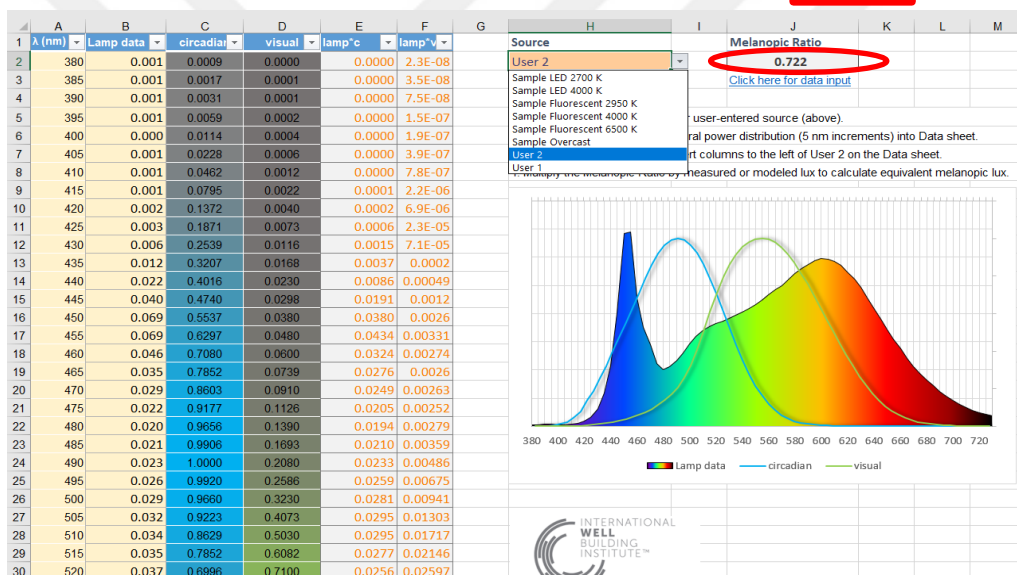 A B C D E F G H I J K L M
1 λ (nm) Lamp data circadian visual lamp*c lamp*v Source Melanopic Ratio
2 380 0.001 0.0009 0.0000 0.0000 2.3E-08 User 2 0.722
3 385 0.001 0.0017 0.0001 0.0000 3.5E-08 Sample LED 2700 K Click here for data input
4 390 0.001 0.0031 0.0001 0.0000 7.5E-08 Sample LED 4000 K
Sample Fluorescent 2950 K
5 395 0.001 0.0059 0.0002 0.0000 1.5E-07 Sample Fluorescent 4000 K r user-entered source (above).
6 400 0.000 0.0114 0.0004 0.0000 1.9E-07 Sample Fluorescent 6500 K ral power distribution (5 nm increments) into Data sheet.
Sample Overcast
7 405 0.001 0.0228 0.0006 0.0000 3.9E-07 User 2 rt columns to the left of User 2 on the Data sheet.
8 410 0.001 0.0462 0.0012 0.0000 7.8E-07 User 1
4. Multiply the Melanopic Ratio by measured or modeled lux to calculate equivalent melanopic lux.
9 415 0.001 0.0795 0.0022 0.0001 2.2E-06
10 420 0.002 0.1372 0.0040 0.0002 6.9E-06
11 425 0.003 0.1871 0.0073 0.0006 2.3E-05
12 430 0.006 0.2539 0.0116 0.0015 7.1E-05
13 435 0.012 0.3207 0.0168 0.0037 0.0002
14 440 0.022 0.4016 0.0230 0.0086 0.00049
15 445 0.040 0.4740 0.0298 0.0191 0.0012
16 450 0.069 0.5537 0.0380 0.0380 0.0026
17 455 0.069 0.6297 0.0480 0.0434 0.00331
18 460 0.046 0.7080 0.0600 0.0324 0.00274
19 465 0.035 0.7852 0.0739 0.0276 0.0026
20 470 0.029 0.8603 0.0910 0.0249 0.00263
21 475 0.022 0.9177 0.1126 0.0205 0.00252
22 480 0.020 0.9656 0.1390 0.0194 0.00279
23 485 0.021 0.9906 0.1693 0.0210 0.00359
380 400 420 440 460 480 500 520 540 560 580 600 620 640 660 680 700 720
24 490 0.023 1.0000 0.2080 0.0233 0.00486 Lamp data circadian visual
25 495 0.026 0.9920 0.2586 0.0259 0.00675
26 500 0.029 0.9660 0.3230 0.0281 0.00941
27 505 0.032 0.9223 0.4073 0.0295 0.01303 INTERNATIONAL
28 510 0.034 0.8629 0.5030 0.0295 0.01717 WELL
BUILDING
29 515 0.035 0.7852 0.6082 0.0277 0.02146 INSTITUTE™
30 520 0.037 0.6996 0.7100 0.0256 0.02597